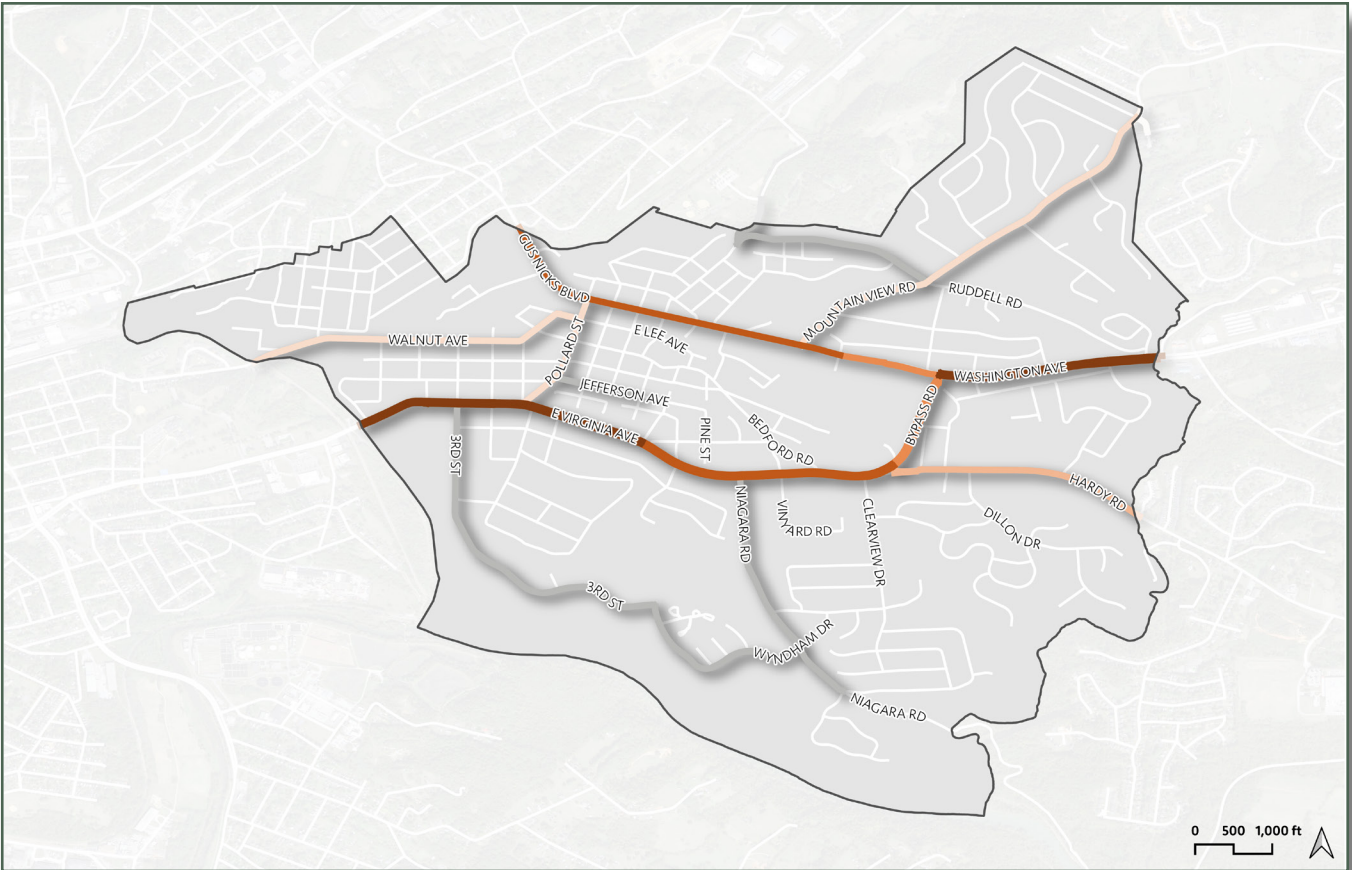 GUS NICKS BLVD
MOUNTAIN VIEW RD
RUDDELL RD
WALNUT AVE
POLLARD ST
E LEE AVE
WASHINGTON AVE
JEFFERSON AVE
BYPASS RD
E VIRGINIA AVE
PINE ST
BEDFORD RD
3RD ST
HARDY RD
NIAGARA RD
VINYARD RD
CLEARVIEW DR
DILLON DR
3RD ST
WYNDHAM DR
NIAGARA RD
0 500 1,000 ft